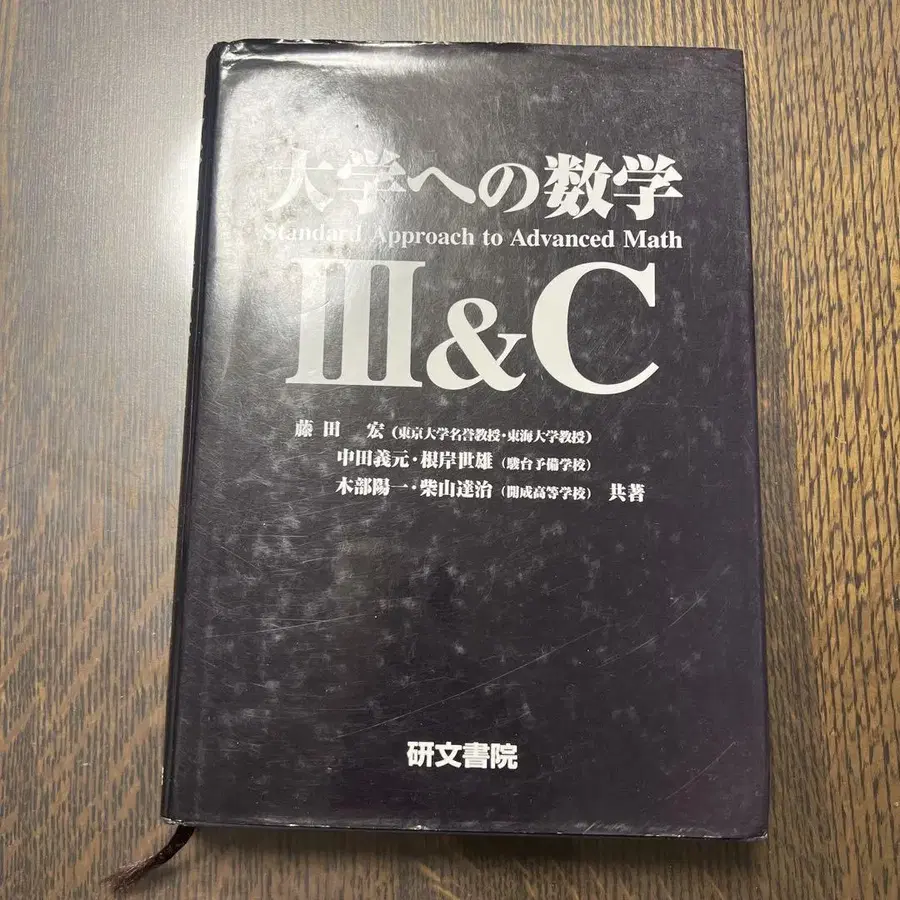 大学への数学
Standard Approach to Advanced Math
III&C
藤田 宏(東京大学名誉教授・東海大学教授)
中田義元・根岸世雄(駿台予備学校)
木部陽一・柴山達治(開成高等学校) 共著
研文書院